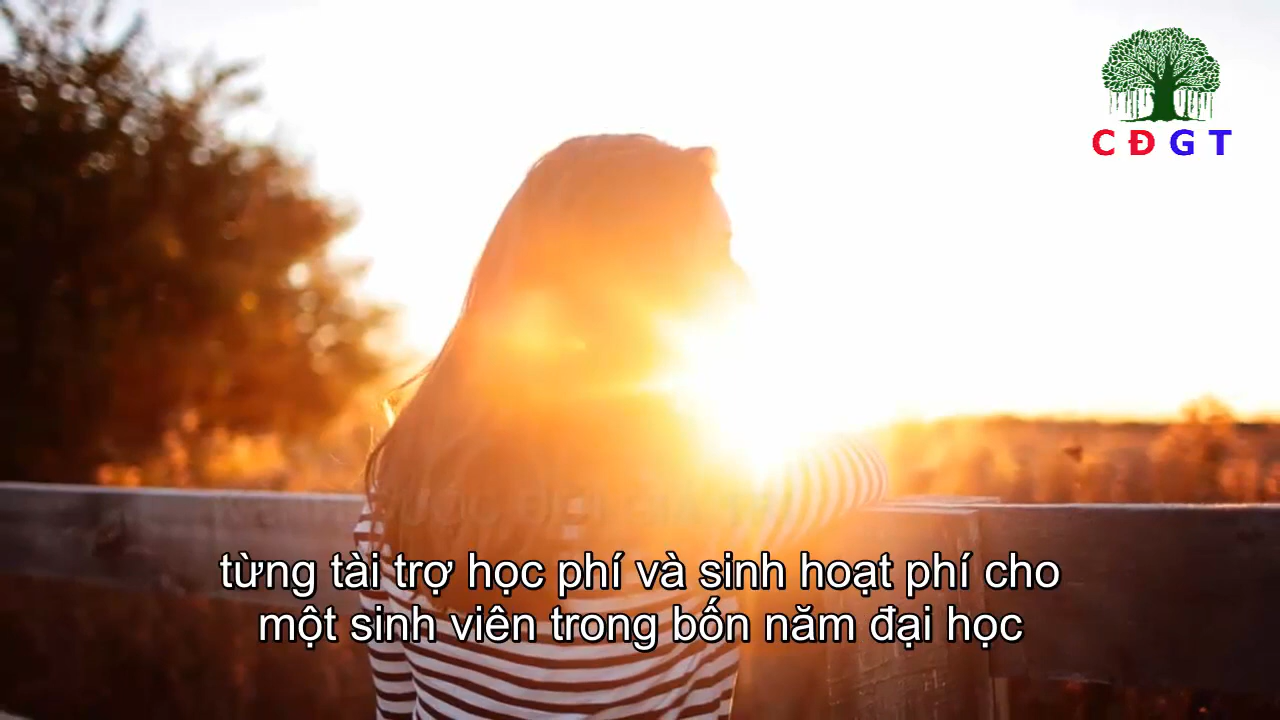 C Đ G T
từng tài trợ học phí và sinh hoạt phí cho
một sinh viên trong bốn năm đại học